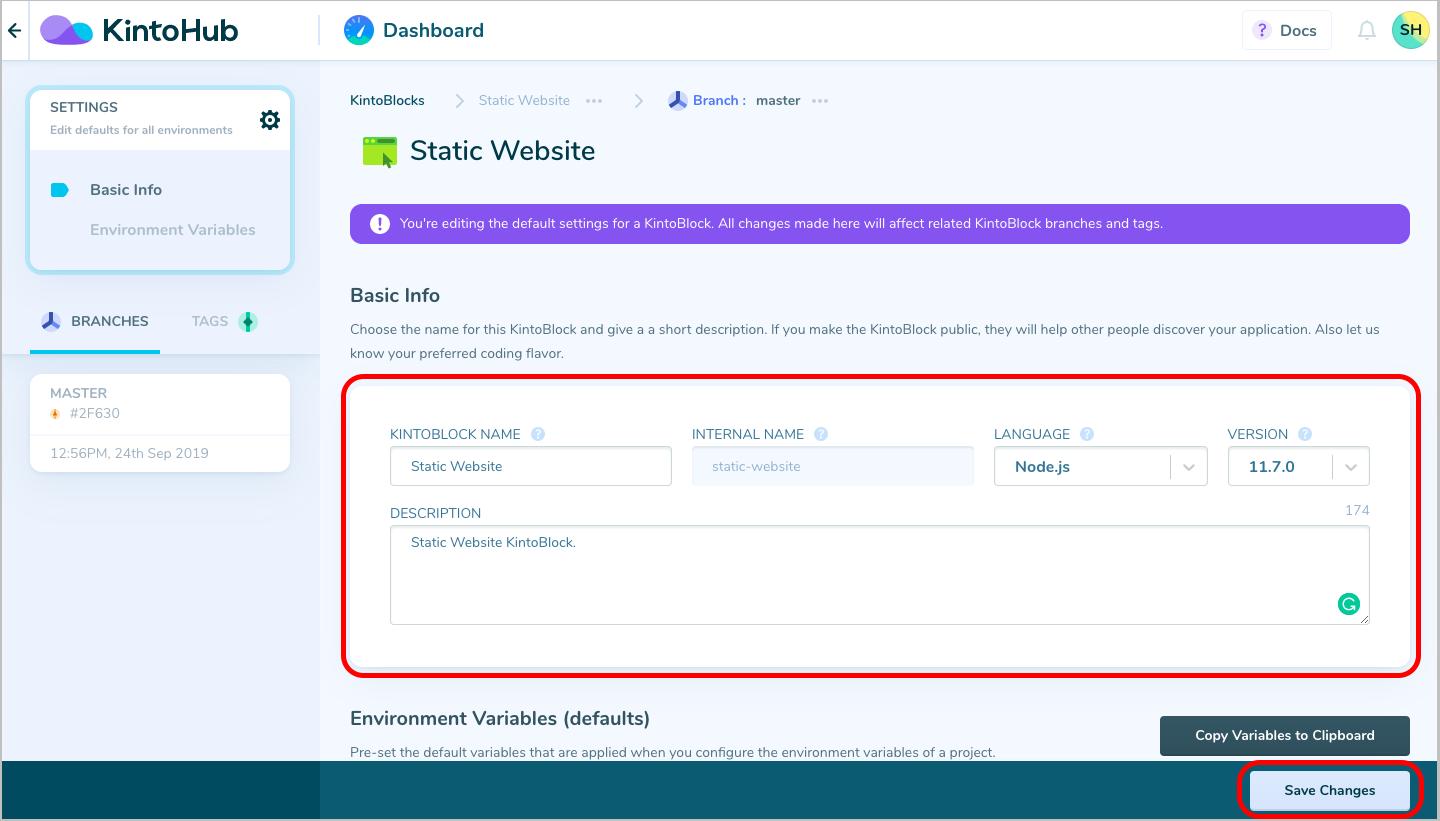 KintoHub
Dashboard
? Docs
SH
SETTINGS
Edit defaults for all environments
Basic Info
Environment Variables
BRANCHES
TAGS
MASTER
#2F630
12:56PM, 24th Sep 2019
KintoBlocks
Static Website •••
Branch : master •••
Static Website
You're editing the default settings for a KintoBlock. All changes made here will affect related KintoBlock branches and tags.
Basic Info
Choose the name for this KintoBlock and give a a short description. If you make the KintoBlock public, they will help other people discover your application. Also let us
know your preferred coding flavor.
KINTOBLOCK NAME ?
INTERNAL NAME ?
LANGUAGE ?
VERSION ?
Static Website
static-website
Node.js
11.7.0
DESCRIPTION
174
Static Website KintoBlock.
Environment Variables (defaults)
Pre-set the default variables that are applied when you configure the environment variables of a project.
Copy Variables to Clipboard
Save Changes